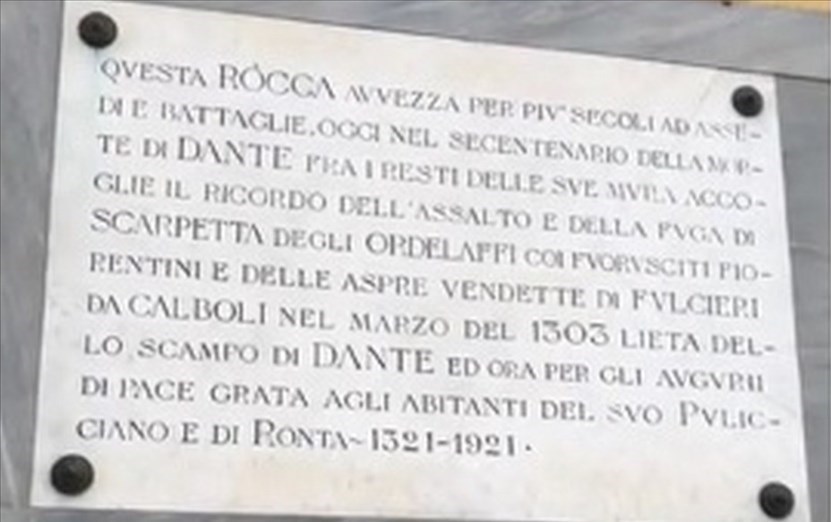 QVESTA RÒCCA AVVEZZA PER PIV' SECOLI AD ASSE-
DI E BATTAGLIE, OGGI NEL SECENTENARIO DELLA MOR-
TE DI DANTE FRA I RESTI DELLE SVE MVRA ACCO-
GLIE IL RICORDO DELL'ASSALTO E DELLA FVGA DI
SCARPETTA DEGLI ORDELAFFI COI FVORVSCITI FIO-
RENTINI E DELLE ASPRE VENDETTE DI FVLCIERI
DA CALBOLI NEL MARZO DEL 1303 LIETA DEL-
LO SCAMPO DI DANTE ED ORA PER GLI AVGVRII
DI PACE GRATA AGLI ABITANTI DEL SVO PVLIC-
CIANO E DI RONTA~1321-1921.